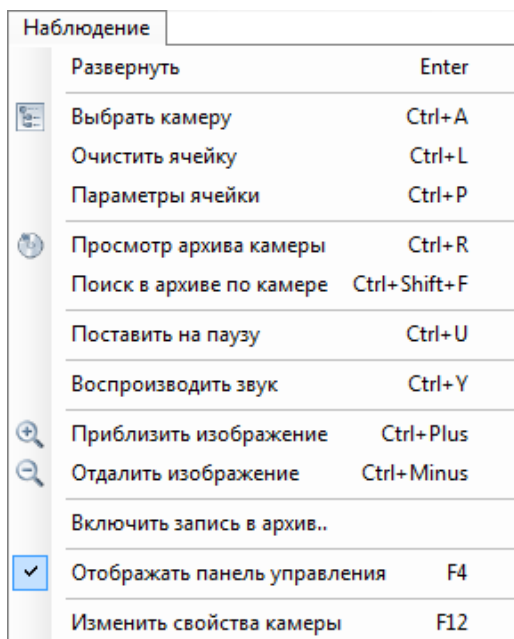 Наблюдение
Развернуть Enter
Выбрать камеру Ctrl+A
Очистить ячейку Ctrl+L
Параметры ячейки Ctrl+P
Просмотр архива камеры Ctrl+R
Поиск в архиве по камере Ctrl+Shift+F
Поставить на паузу Ctrl+U
Воспроизводить звук Ctrl+Y
Приблизить изображение Ctrl+Plus
Отдалить изображение Ctrl+Minus
Включить запись в архив..
Отображать панель управления F4
Изменить свойства камеры F12